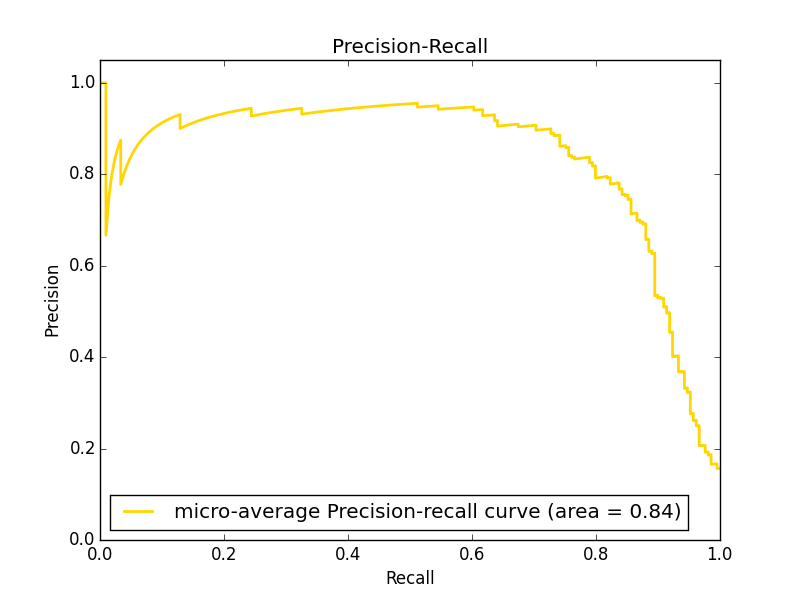 Precision-Recall
1.0
0.8
0.6
0.4
0.2
0.0
Precision
micro-average Precision-recall curve (area = 0.84)
0.0 0.2 0.4 0.6 0.8 1.0
Recall